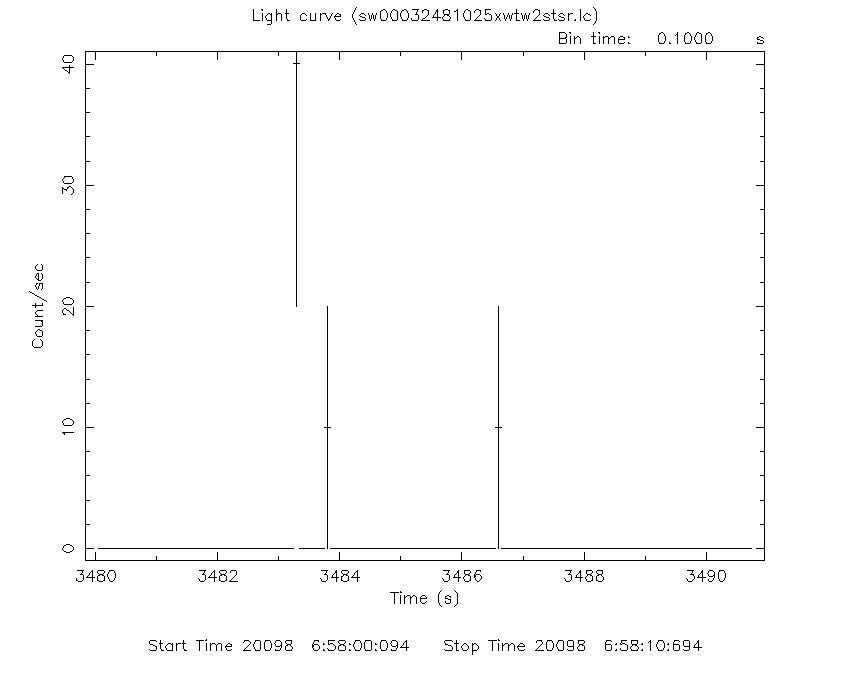 Light curve (sw00032481025xwtw2stsr.lc)
Bin time: 0.1000 s
40
30
20
10
0
Count/sec
3480 3482 3484 3486 3488 3490
Time (s)
Start Time 20098 6:58:00:094 Stop Time 20098 6:58:10:694